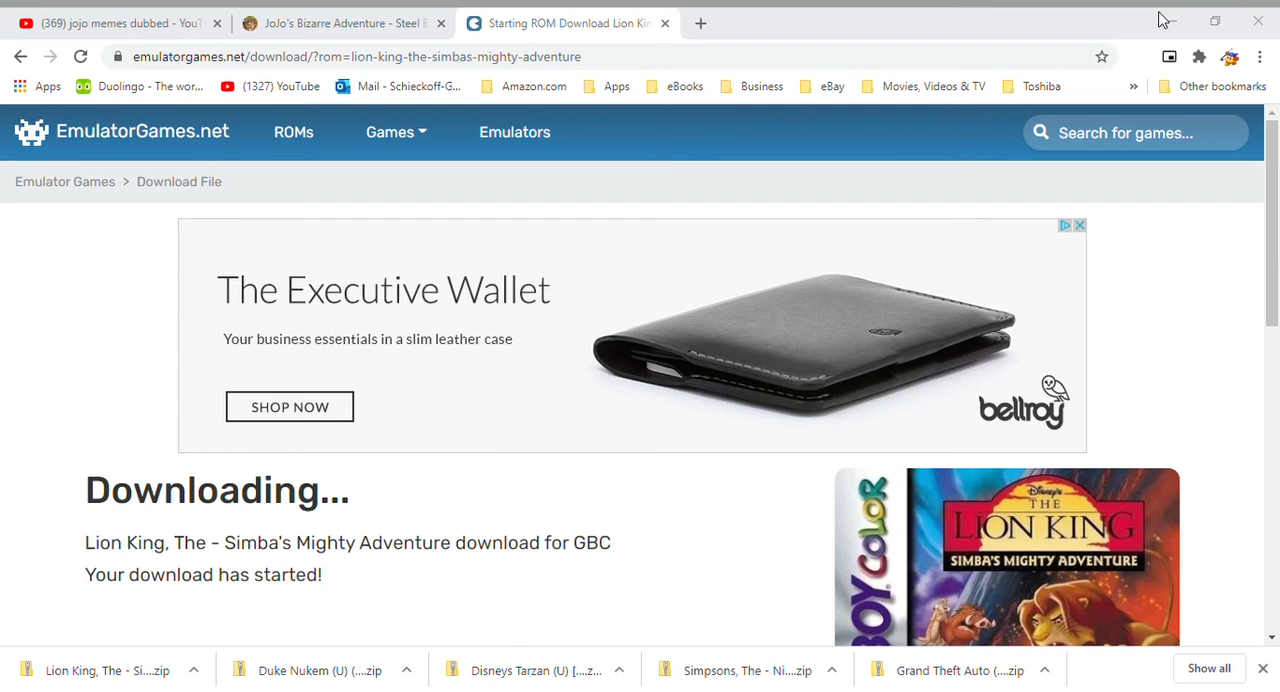 (369) jojo memes dubbed - YouT
JoJo's Bizarre Adventure - Steel B
Starting ROM Download Lion Kin
emulatorgames.net/download/?rom=lion-king-the-simbas-mighty-adventure
Apps
Duolingo - The wor...
(1327) YouTube
Mail - Schieckoff-G...
Amazon.com
Apps
eBooks
Business
eBay
Movies, Videos & TV
Toshiba
»
Other bookmarks
EmulatorGames.net
ROMs
Games
Emulators
Search for games...
Emulator Games > Download File
The Executive Wallet
Your business essentials in a slim leather case
SHOP NOW
bellroy
Downloading...
Lion King, The - Simba's Mighty Adventure download for GBC
Your download has started!
BOY COLOR
Disney's
THE
LION KING
SIMBA'S MIGHTY ADVENTURE
Lion King, The - Si....zip
Duke Nukem (U) (....zip
Disneys Tarzan (U) [....z...
Simpsons, The - Ni....zip
Grand Theft Auto (....zip
Show all